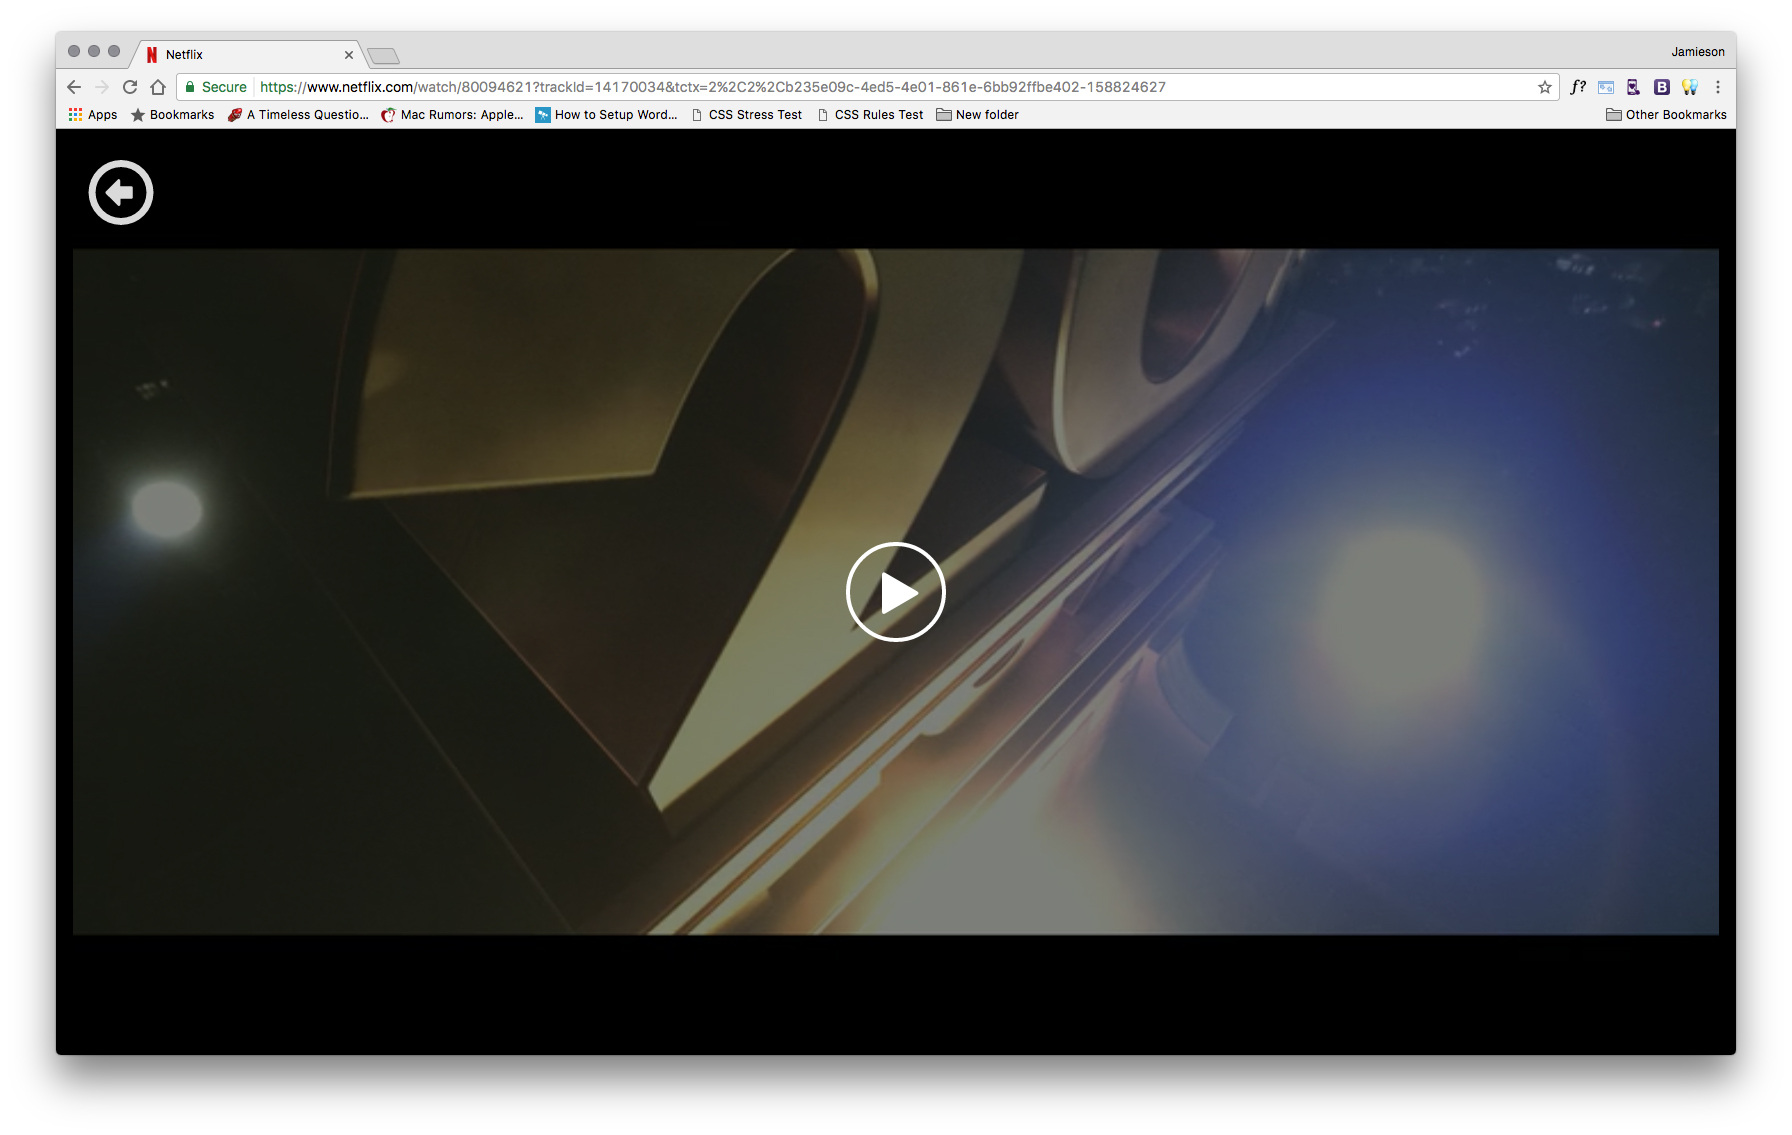 Netflix
Jamieson
Secure https://www.netflix.com/watch/80094621?trackId=14170034&tctx=2%2C2%2Cb235e09c-4ed5-4e01-861e-6bb92ffbe402-158824627
f?
B
Apps Bookmarks A Timeless Questio... Mac Rumors: Apple... How to Setup Word... CSS Stress Test CSS Rules Test New folder Other Bookmarks
20